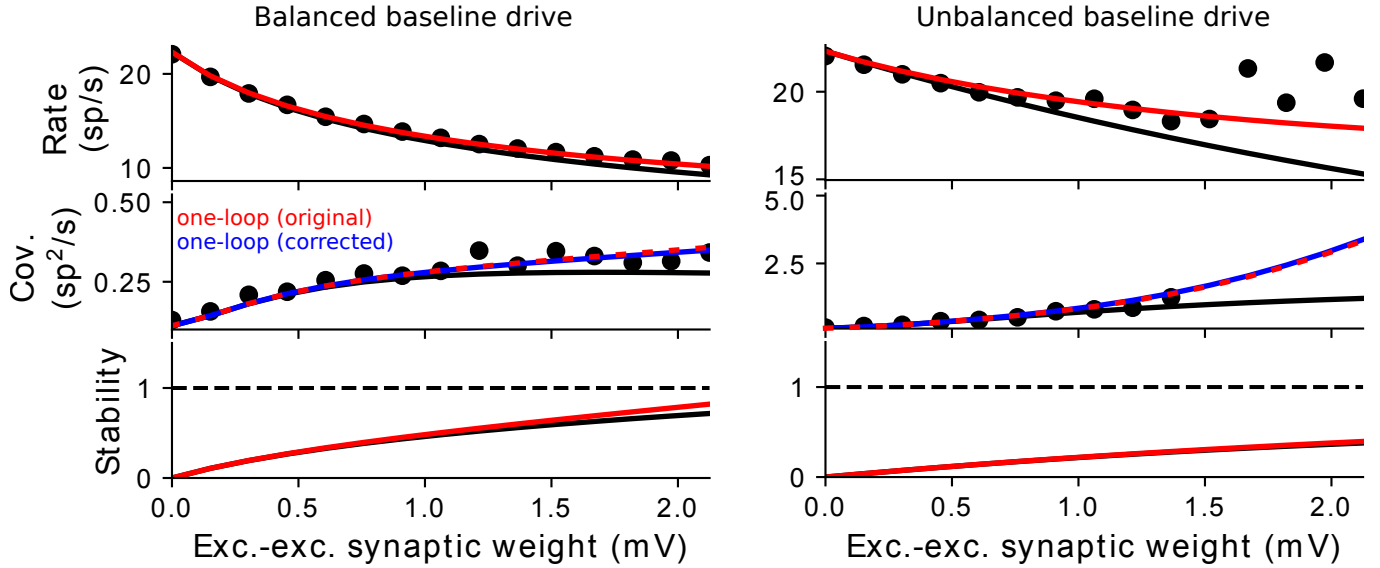 Balanced baseline drive
Unbalanced baseline drive
Rate
(sp/s)
20
10
20
15
Cov.
(sp²/s)
0.50
0.25
one-loop (original)
one-loop (corrected)
5.0
2.5
Stability
1
0
1
0
0.0 0.5 1.0 1.5 2.0
0.0 0.5 1.0 1.5 2.0
Exc.-exc. synaptic weight (mV)
Exc.-exc. synaptic weight (mV)